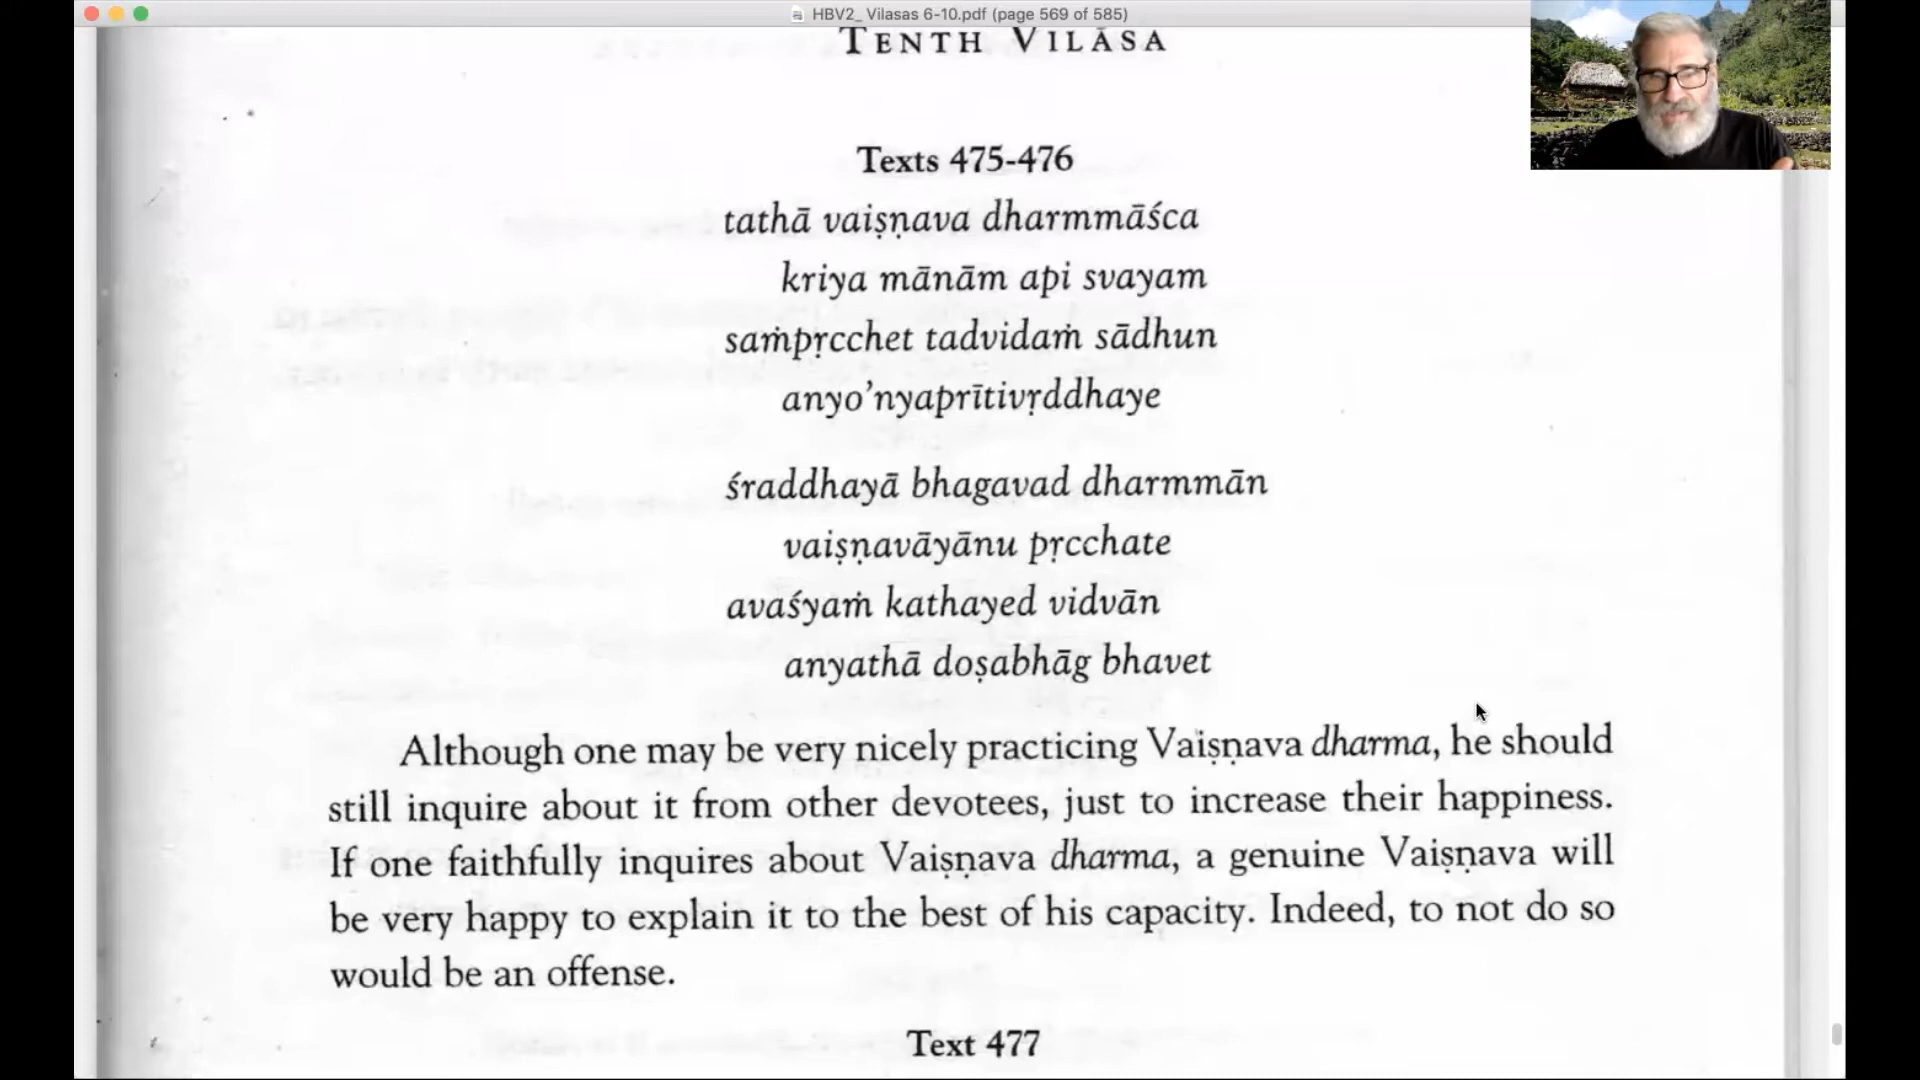 HBV2_ Vilasas 6-10.pdf (page 569 of 585)
TENTH VILĀSA
Texts 475-476
tathā vaiṣṇava dharmmāśca
kriya mānām api svayam
saṁpṛcchet tadvidaṁ sādhun
anyo'nyaprītivṛddhaye
śraddhayā bhagavad dharmmān
vaiṣṇavāyānu pṛcchate
avaśyaṁ kathayed vidvān
anyathā doṣabhāg bhavet
Although one may be very nicely practicing Vaiṣṇava dharma, he should
still inquire about it from other devotees, just to increase their happiness.
If one faithfully inquires about Vaiṣṇava dharma, a genuine Vaiṣṇava will
be very happy to explain it to the best of his capacity. Indeed, to not do so
would be an offense.
Text 477